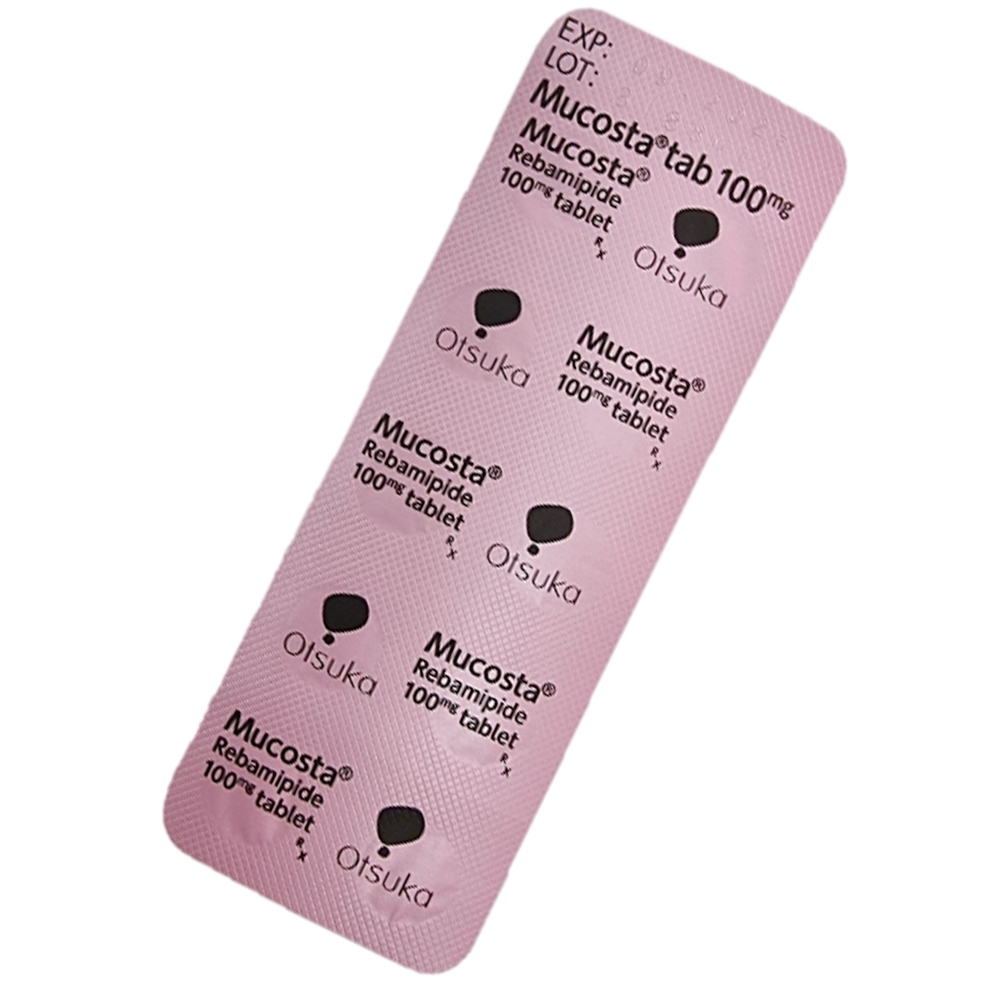 EXP:
LOT:
Mucosta® tab 100mg
Mucosta®
Rebamipide
100mg tablet
Rx
Otsuka
Otsuka
Mucosta®
Rebamipide
100mg tablet
Rx
Mucosta®
Rebamipide
100mg tablet
Rx
Otsuka
Otsuka
Mucosta®
Rebamipide
100mg tablet
Rx
Mucosta®
Rebamipide
100mg tablet
Rx
Otsuka